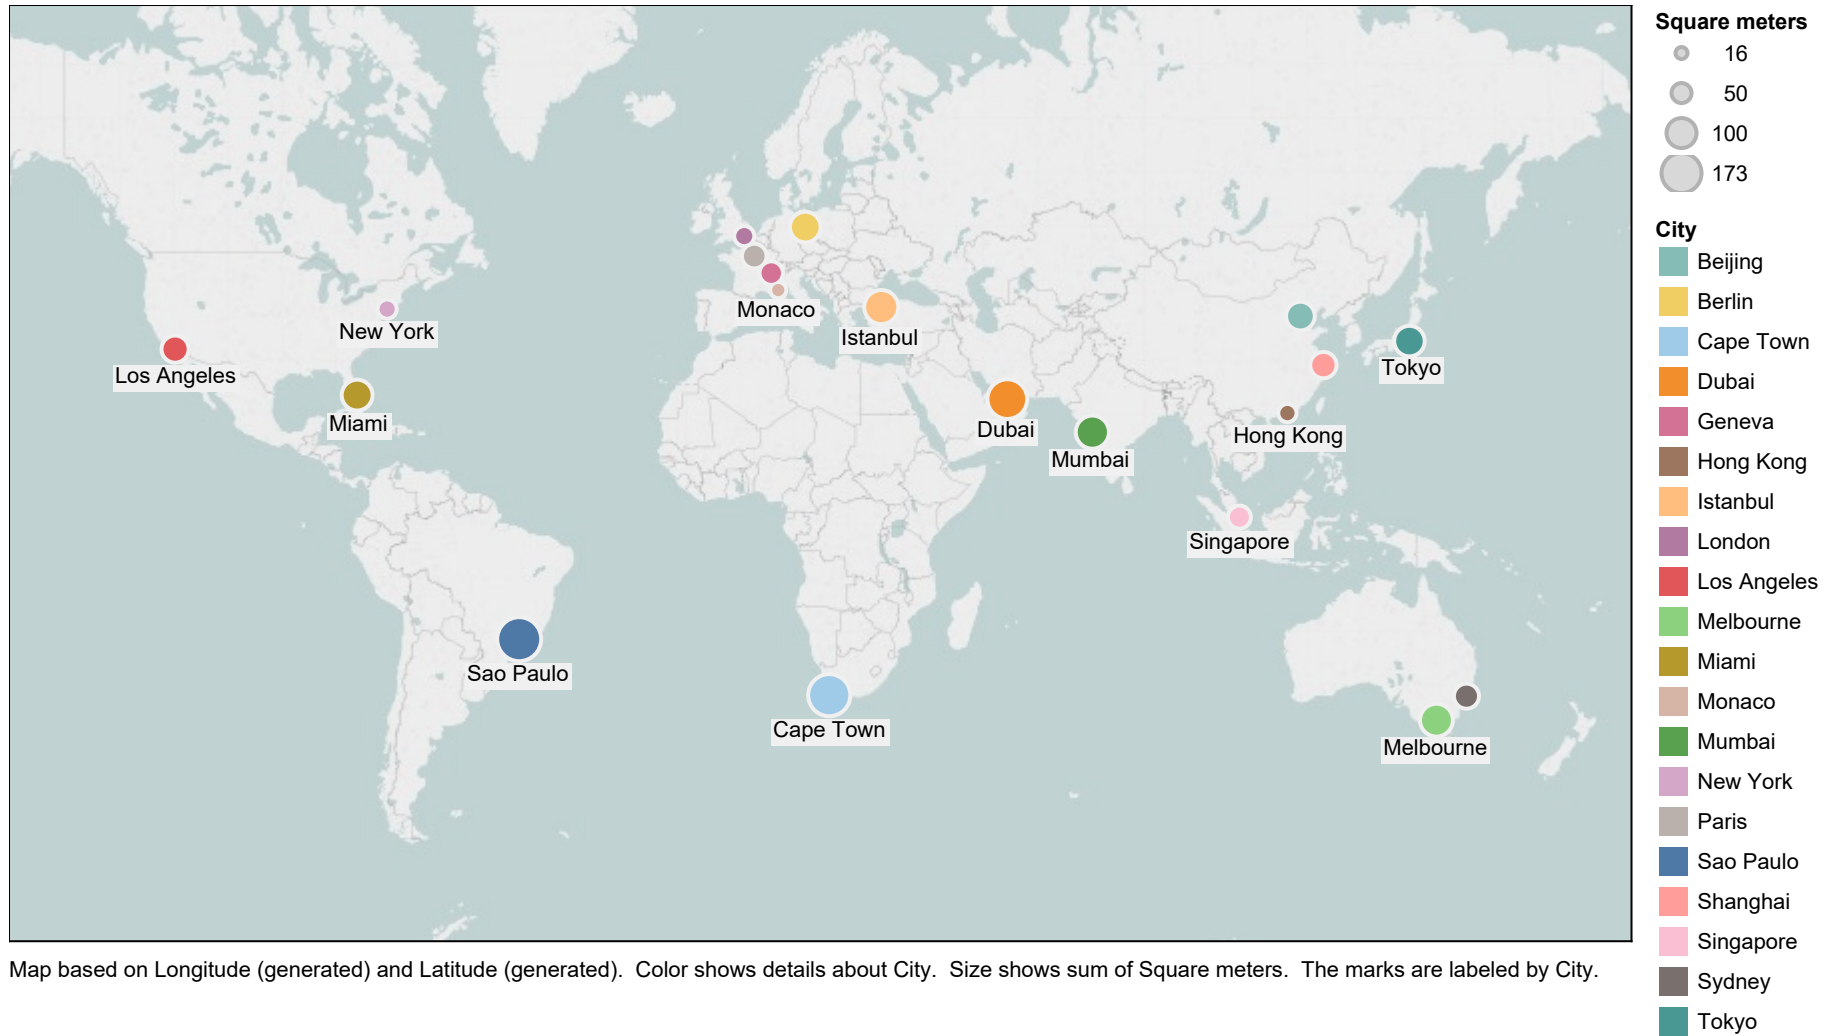 Square meters
16
50
100
173
City
Beijing
Berlin
Cape Town
Dubai
Geneva
Hong Kong
Istanbul
London
Los Angeles
Melbourne
Miami
Monaco
Mumbai
New York
Paris
Sao Paulo
Shanghai
Singapore
Sydney
Tokyo
Monaco
New York
Istanbul
Los Angeles
Tokyo
Miami
Dubai
Hong Kong
Mumbai
Singapore
Sao Paulo
Cape Town
Melbourne
Map based on Longitude (generated) and Latitude (generated).  Color shows details about City.  Size shows sum of Square meters.  The marks are labeled by City.